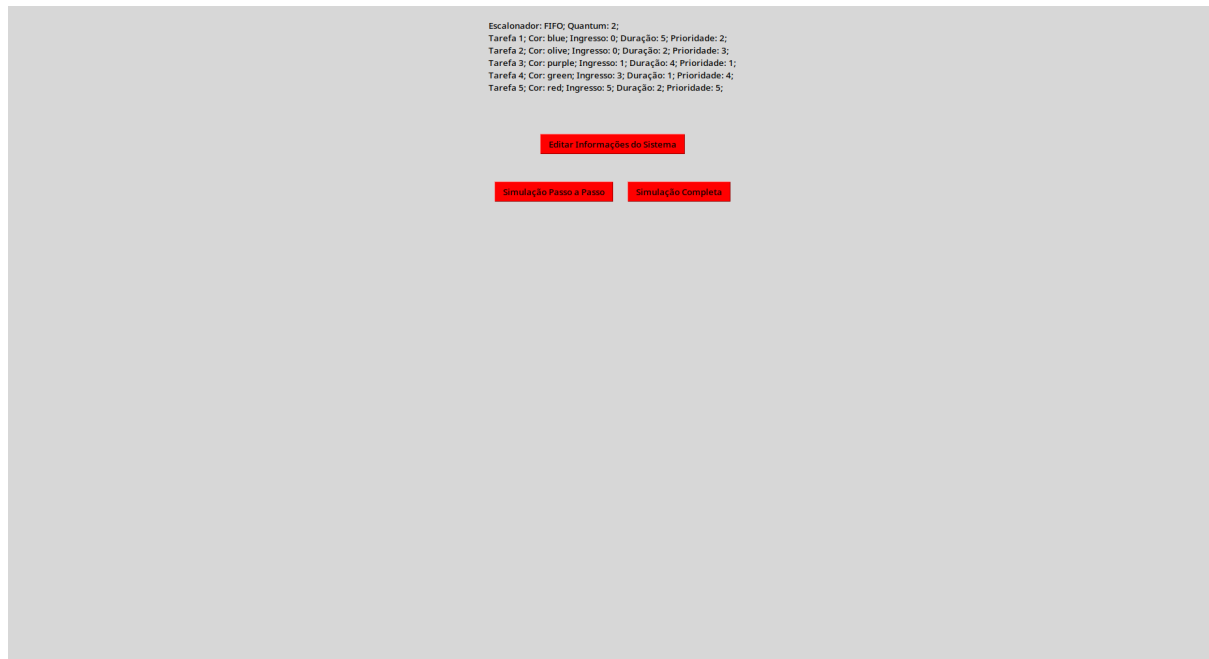 Escalonador: FIFO; Quantum: 2;
Tarefa 1; Cor: blue; Ingresso: 0; Duração: 5; Prioridade: 2;
Tarefa 2; Cor: olive; Ingresso: 0; Duração: 2; Prioridade: 3;
Tarefa 3; Cor: purple; Ingresso: 1; Duração: 4; Prioridade: 1;
Tarefa 4; Cor: green; Ingresso: 3; Duração: 1; Prioridade: 4;
Tarefa 5; Cor: red; Ingresso: 5; Duração: 2; Prioridade: 5;
Editar Informações do Sistema
Simulação Passo a Passo Simulação Completa